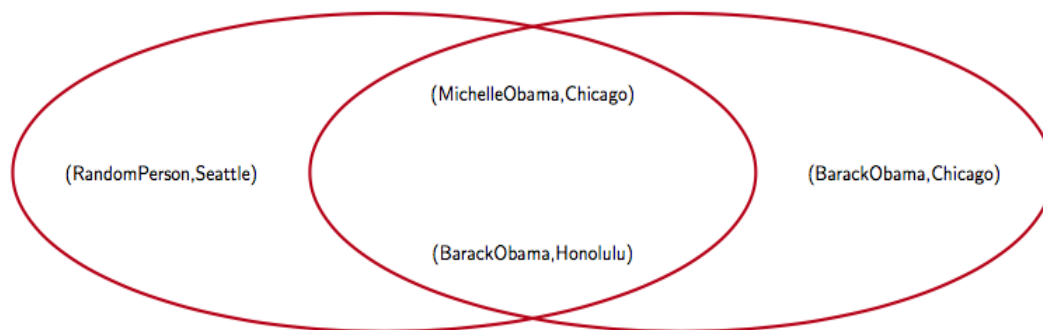 (MichelleObama,Chicago)
(RandomPerson,Seattle)
(BarackObama,Chicago)
(BarackObama,Honolulu)